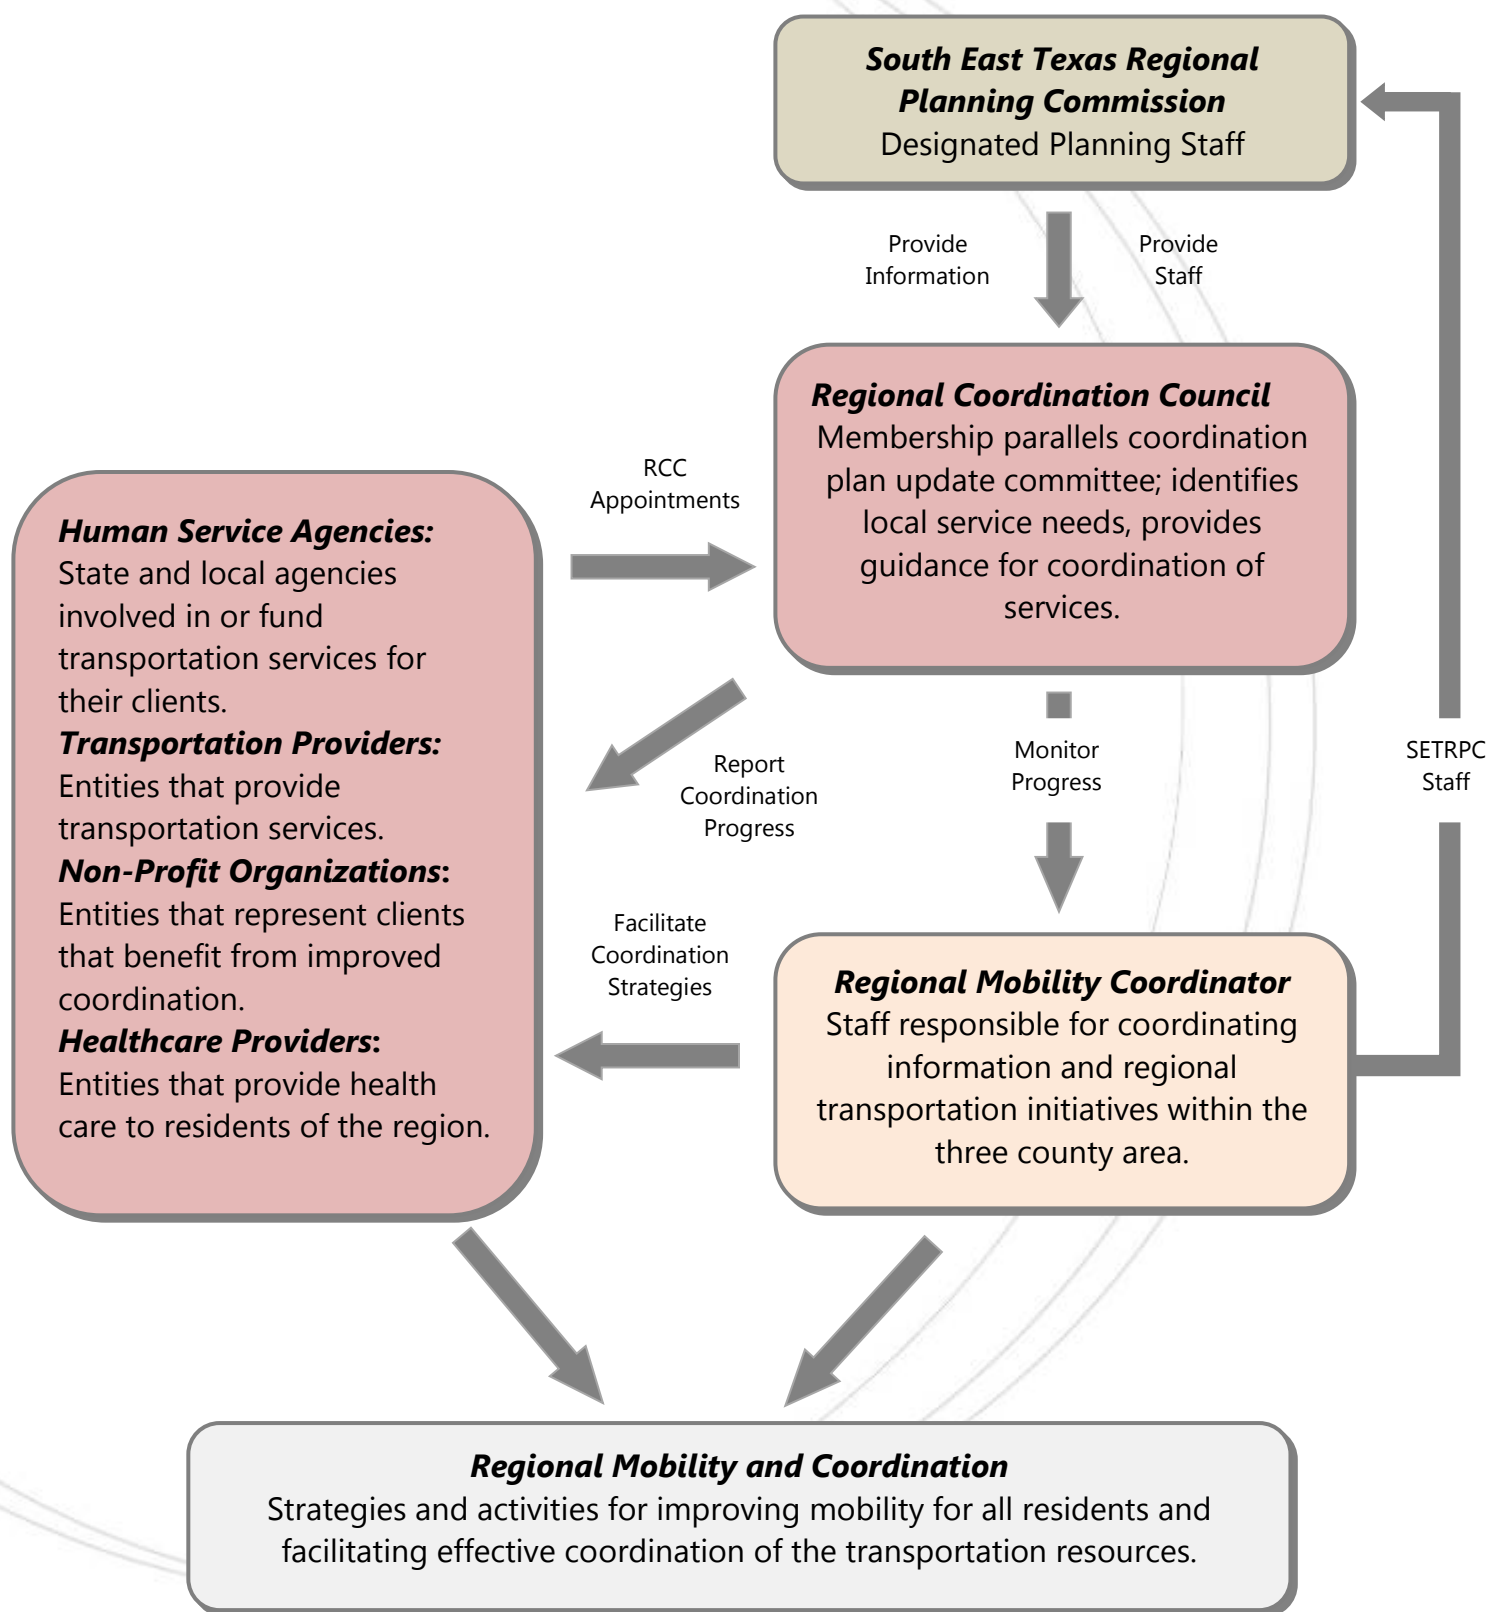 South East Texas Regional
Planning Commission
Designated Planning Staff
Provide
Information
Provide
Staff
Regional Coordination Council
Membership parallels coordination
plan update committee; identifies
local service needs, provides
guidance for coordination of
services.
RCC
Appointments
Human Service Agencies:
State and local agencies
involved in or fund
transportation services for
their clients.
Transportation Providers:
Entities that provide
transportation services.
Non-Profit Organizations:
Entities that represent clients
that benefit from improved
coordination.
Healthcare Providers:
Entities that provide health
care to residents of the region.
Report
Coordination
Progress
Monitor
Progress
SETRPC
Staff
Facilitate
Coordination
Strategies
Regional Mobility Coordinator
Staff responsible for coordinating
information and regional
transportation initiatives within the
three county area.
Regional Mobility and Coordination
Strategies and activities for improving mobility for all residents and
facilitating effective coordination of the transportation resources.